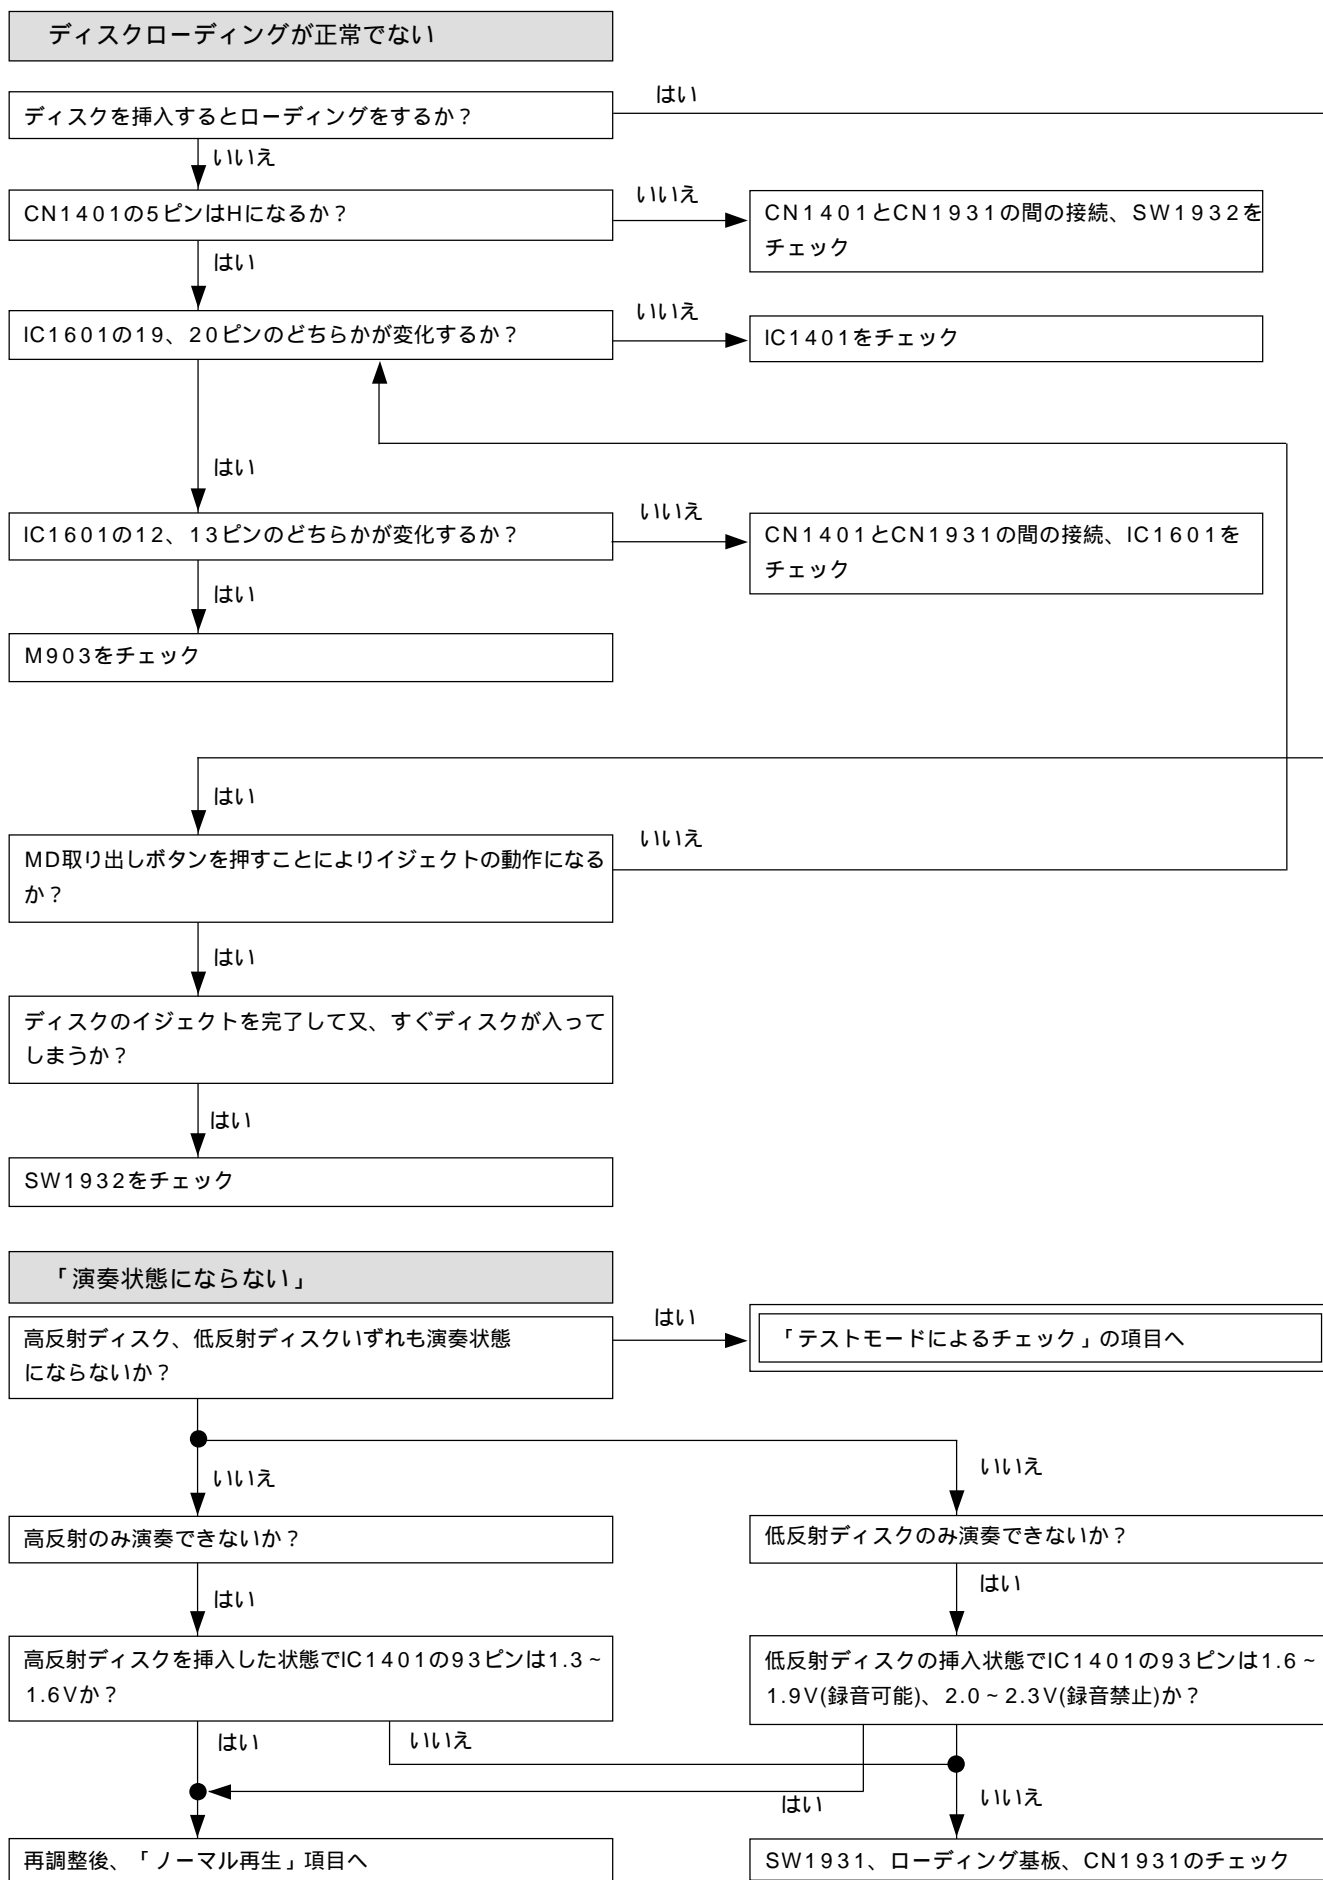 ディスクローディングが正常でない
はい
ディスクを挿入するとローディングをするか？
いいえ
CN1401の5ピンはHになるか？
いいえ
CN1401とCN1931の間の接続、SW1932を
チェック
はい
IC1601の19、20ピンのどちらかが変化するか？
いいえ
IC1401をチェック
はい
IC1601の12、13ピンのどちらかが変化するか？
いいえ
CN1401とCN1931の間の接続、IC1601を
チェック
はい
M903をチェック
はい
MD取り出しボタンを押すことによりイジェクトの動作になる
か？
いいえ
はい
ディスクのイジェクトを完了して又、すぐディスクが入って
しまうか？
はい
SW1932をチェック
「演奏状態にならない」
高反射ディスク、低反射ディスクいずれも演奏状態
にならないか？
はい
「テストモードによるチェック」の項目へ
いいえ
いいえ
高反射のみ演奏できないか？
低反射ディスクのみ演奏できないか？
はい
はい
高反射ディスクを挿入した状態でIC1401の93ピンは1.3～
1.6Vか？
低反射ディスクの挿入状態でIC1401の93ピンは1.6～
1.9V(録音可能)、2.0～2.3V(録音禁止)か？
はい
いいえ
はい
いいえ
再調整後、「ノーマル再生」項目へ
SW1931、ローディング基板、CN1931のチェック